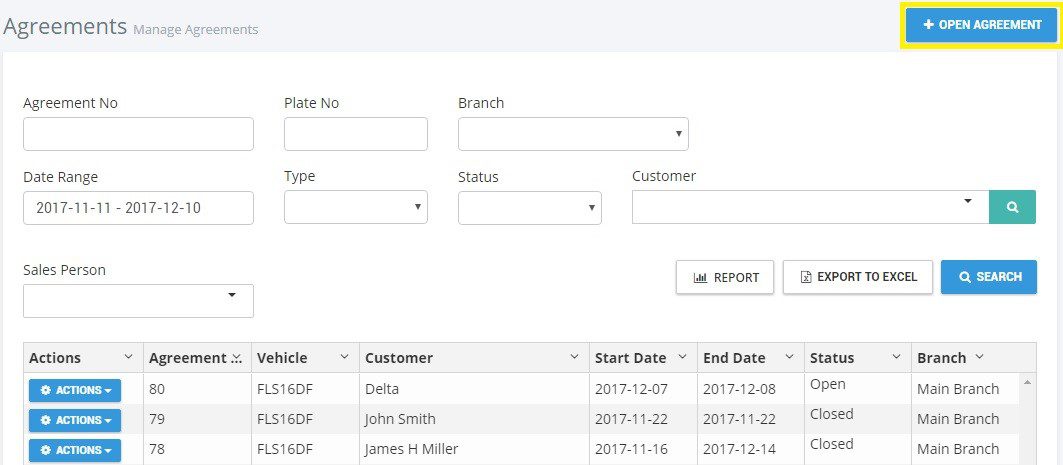 Agreements Manage Agreements
+ OPEN AGREEMENT
Agreement No Plate No Branch
Date Range Type Status Customer
2017-11-11 - 2017-12-10
Sales Person
REPORT EXPORT TO EXCEL SEARCH
Actions Agreement ... Vehicle Customer Start Date End Date Status Branch
ACTIONS 80 FLS16DF Delta 2017-12-07 2017-12-08 Open Main Branch
ACTIONS 79 FLS16DF John Smith 2017-11-22 2017-11-22 Closed Main Branch
ACTIONS 78 FLS16DF James H Miller 2017-11-16 2017-12-14 Closed Main Branch